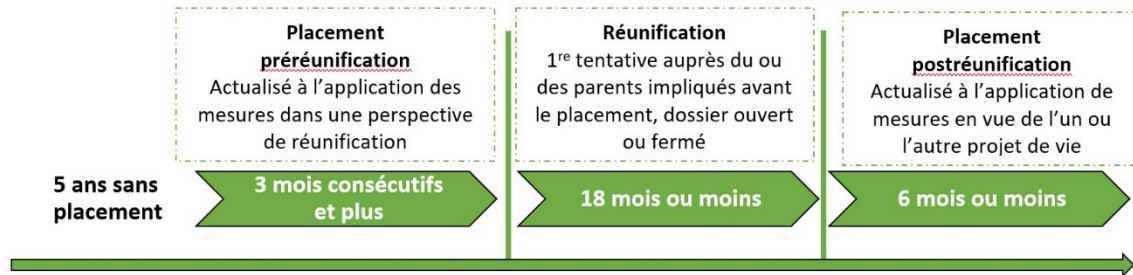 Placement
préréunification
Actualisé à l'application des
mesures dans une perspective
de réunification
Réunification
1re tentative auprès du ou
des parents impliqués avant
le placement, dossier ouvert
ou fermé
Placement
postréunification
Actualisé à l'application de
mesures en vue de l'un ou
l'autre projet de vie
5 ans sans
placement
3 mois consécutifs
et plus
18 mois ou moins
6 mois ou moins